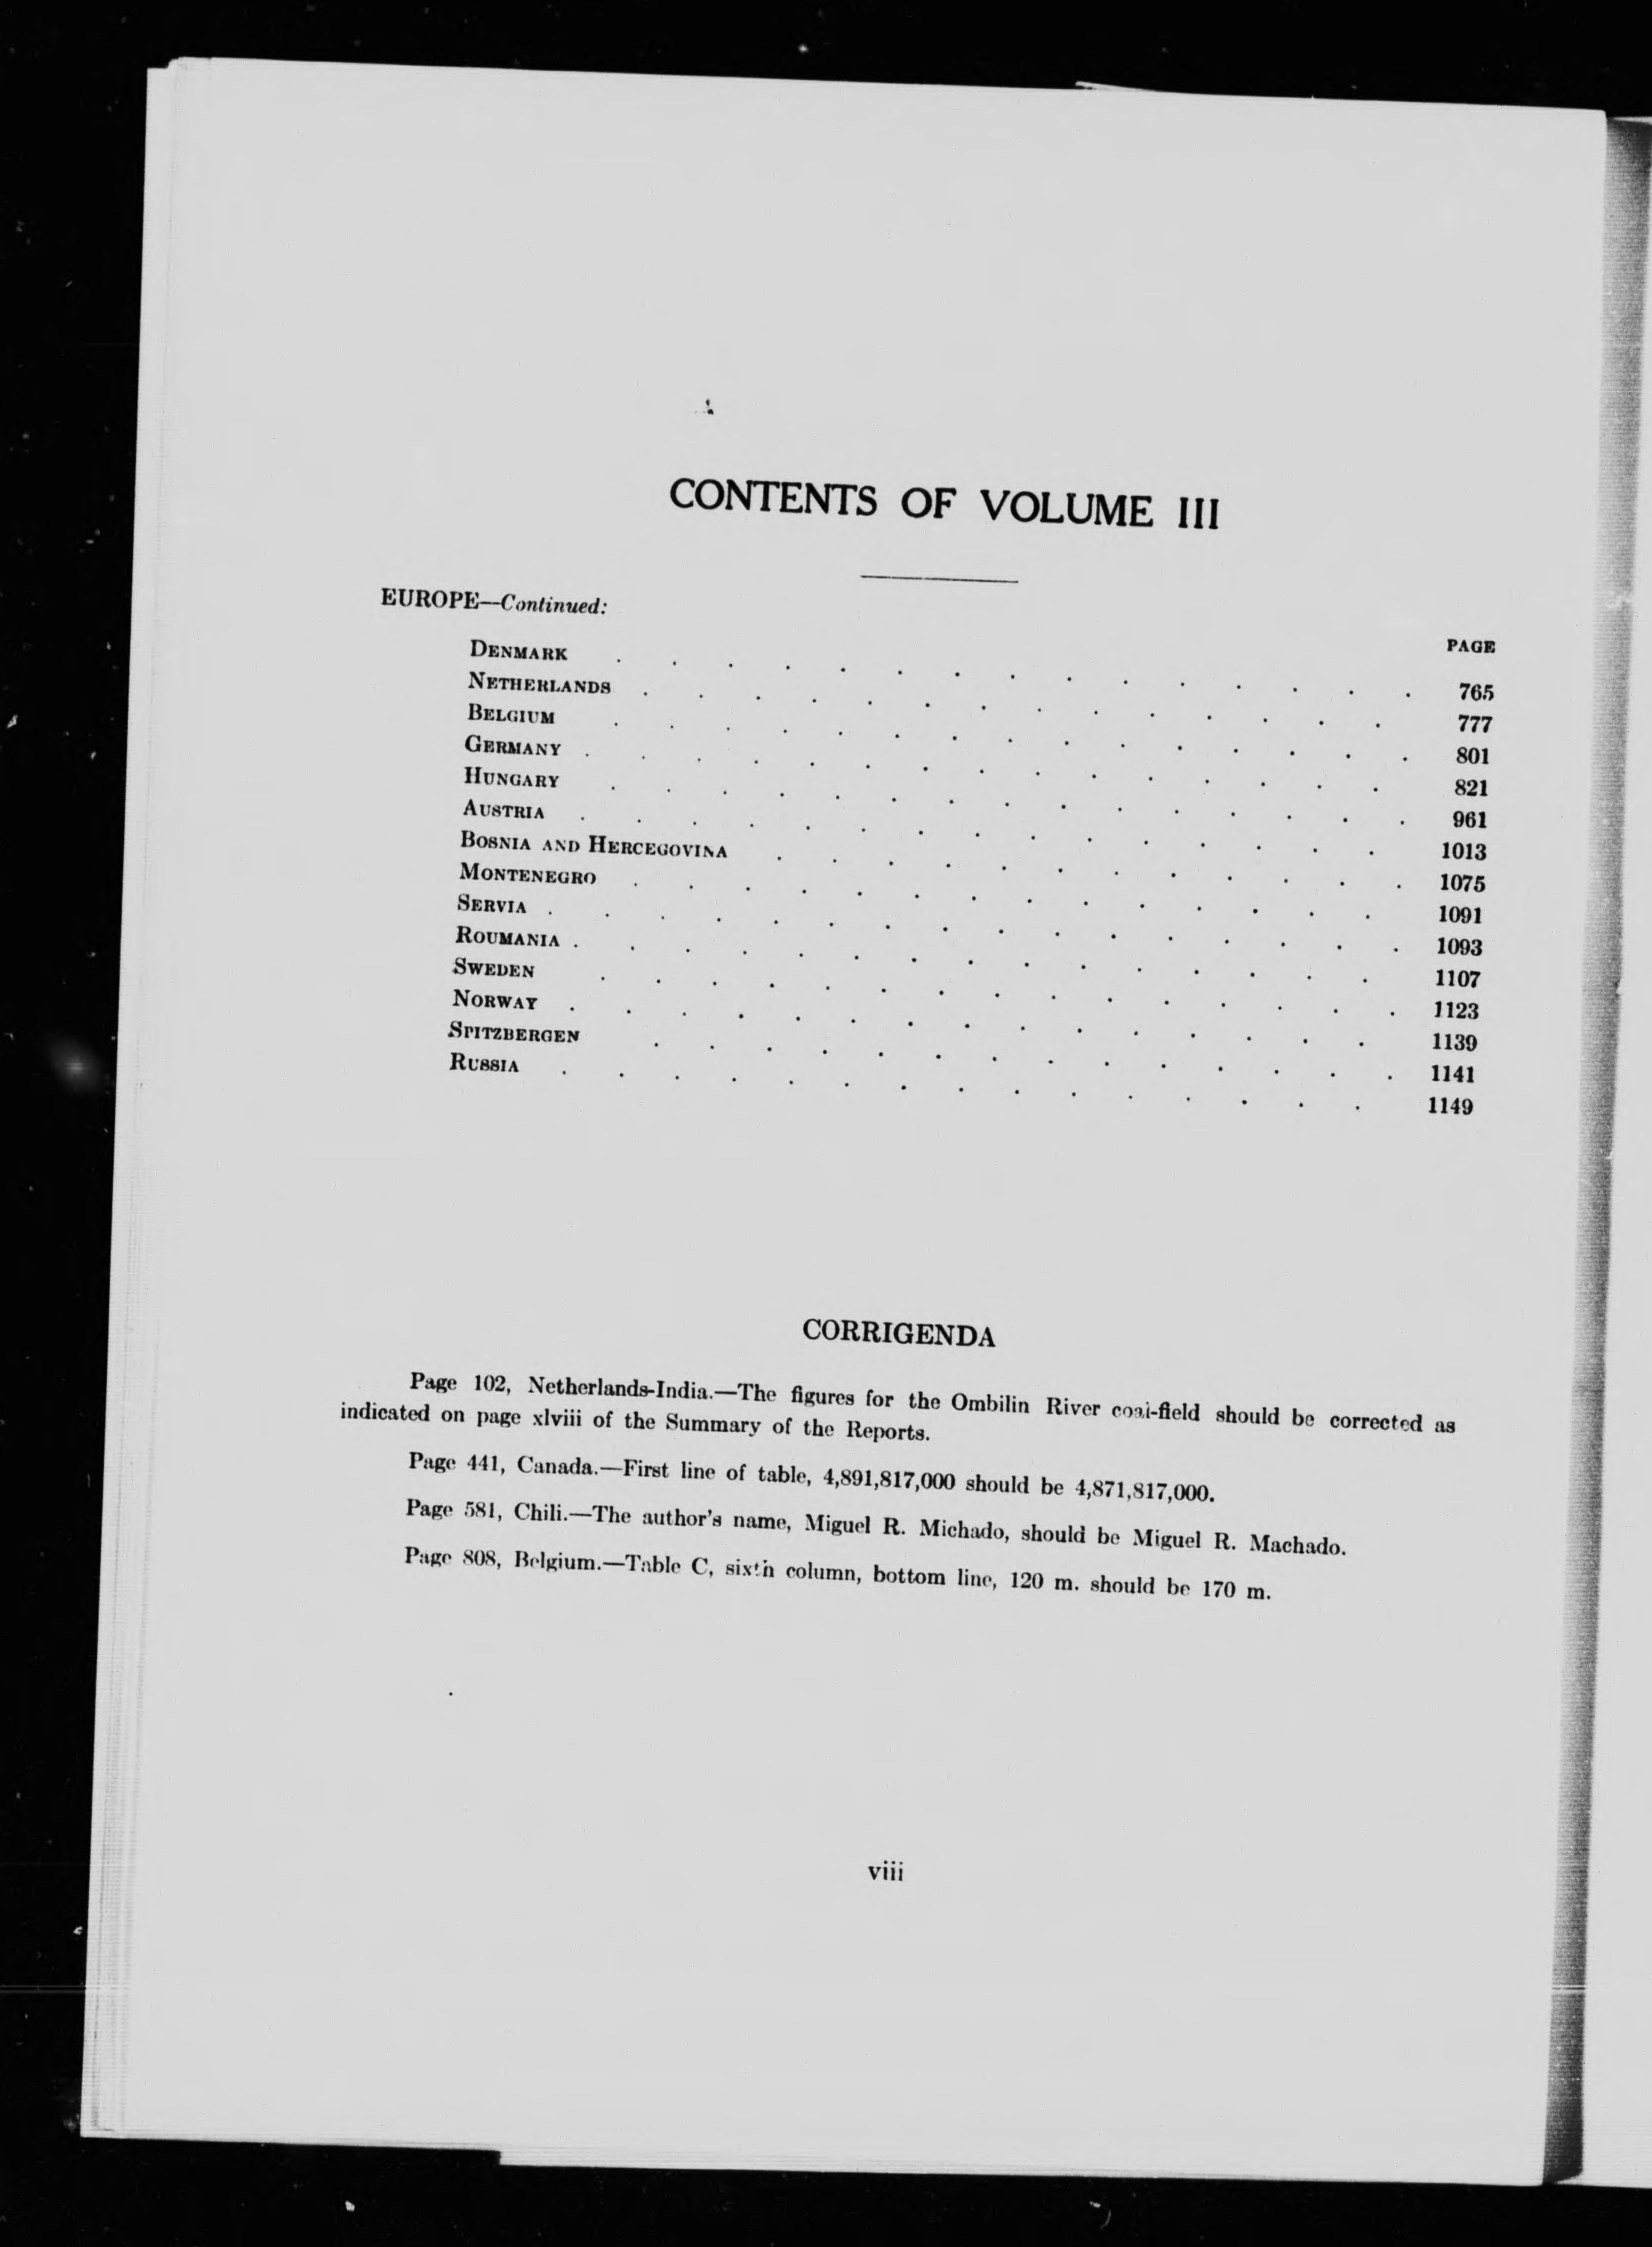 CONTENTS OF VOLUME III
EUROPE—Continued:
PAGE
DENMARK . . . . . . . . . . . . . . . 765
NETHERLANDS . . . . . . . . . . . . . . 777
BELGIUM . . . . . . . . . . . . . . . 801
GERMANY . . . . . . . . . . . . . . . 821
HUNGARY . . . . . . . . . . . . . . . 961
AUSTRIA . . . . . . . . . . . . . . . 1013
BOSNIA AND HERCEGOVINA . . . . . . . . . . . . 1075
MONTENEGRO . . . . . . . . . . . . . . 1091
SERVIA . . . . . . . . . . . . . . . . 1093
ROUMANIA . . . . . . . . . . . . . . . 1107
SWEDEN . . . . . . . . . . . . . . . 1123
NORWAY . . . . . . . . . . . . . . . 1139
SPITZBERGEN . . . . . . . . . . . . . . 1141
RUSSIA . . . . . . . . . . . . . . . 1149
CORRIGENDA
Page 102, Netherlands-India.—The figures for the Ombilin River coal-field should be corrected as
indicated on page xlviii of the Summary of the Reports.
Page 441, Canada.—First line of table, 4,891,817,000 should be 4,871,817,000.
Page 581, Chili.—The author's name, Miguel R. Michado, should be Miguel R. Machado.
Page 808, Belgium.—Table C, sixth column, bottom line, 120 m. should be 170 m.
viii